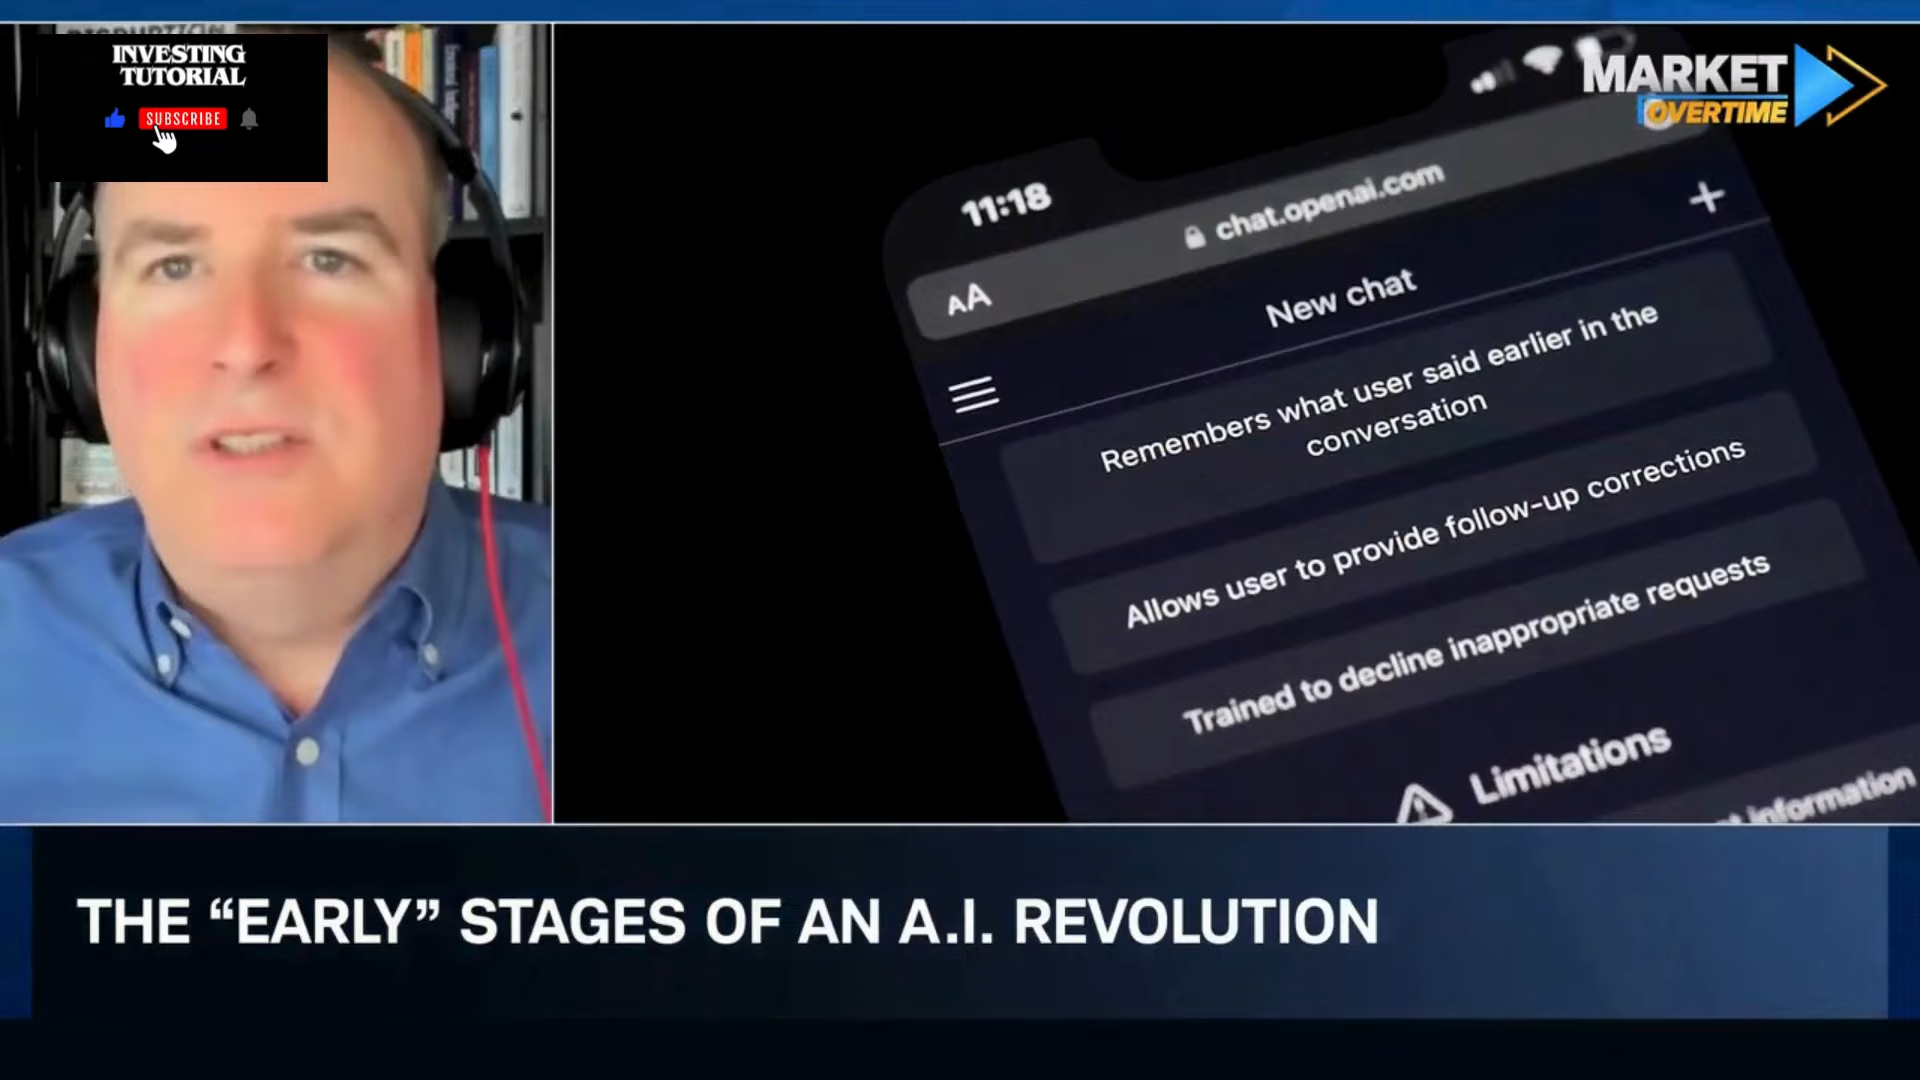 INVESTING
TUTORIAL
SUBSCRIBE
MARKET
OVERTIME
11:18
AA
chat.openai.com
New chat
Remembers what user said earlier in the
conversation
Allows user to provide follow-up corrections
Trained to decline inappropriate requests
Limitations
information
THE “EARLY” STAGES OF AN A.I. REVOLUTION